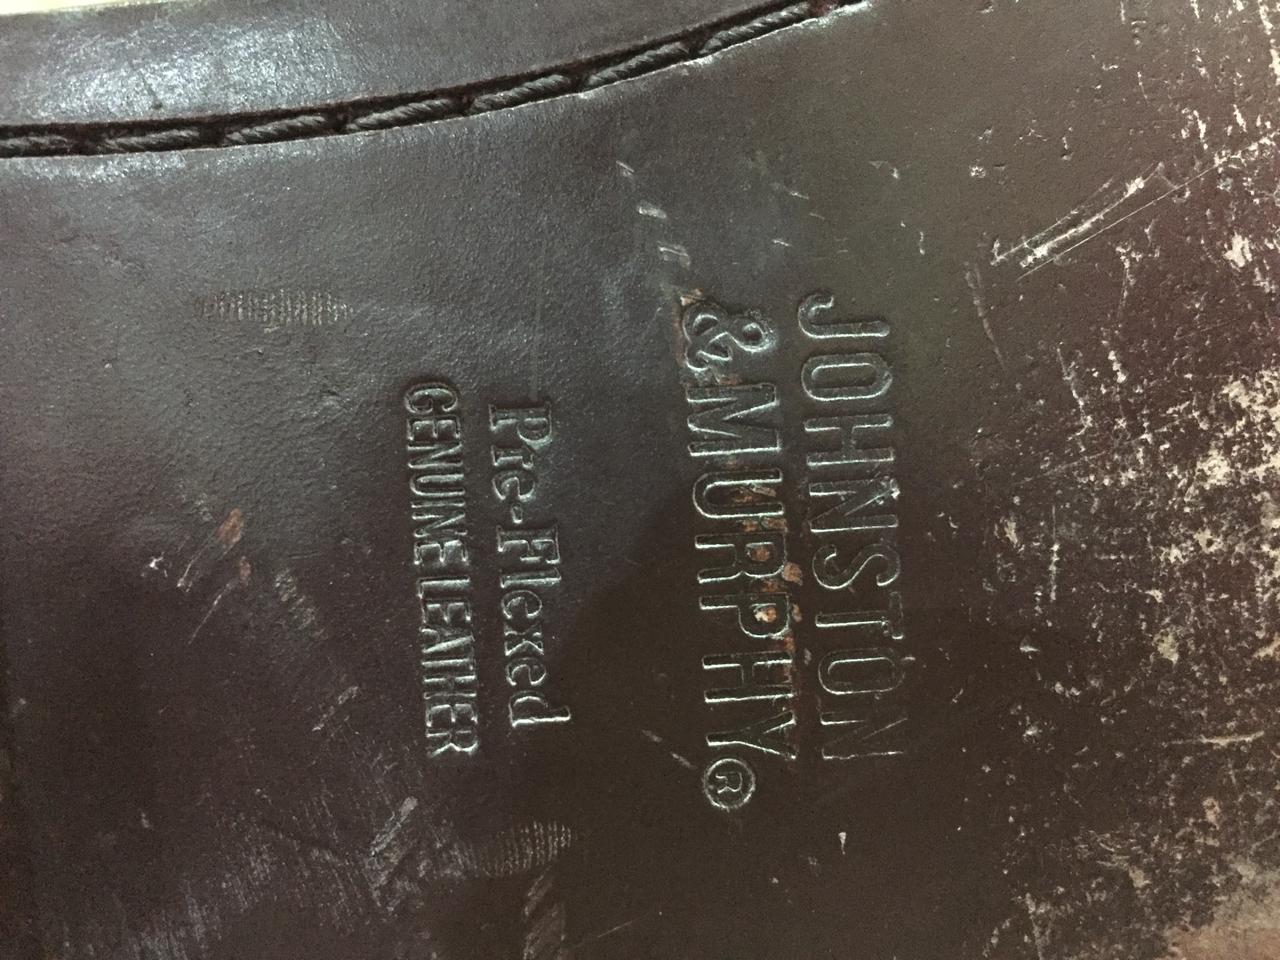 JOHNSTON
& MURPHY®
Pre-Flexed
GENUINE LEATHER